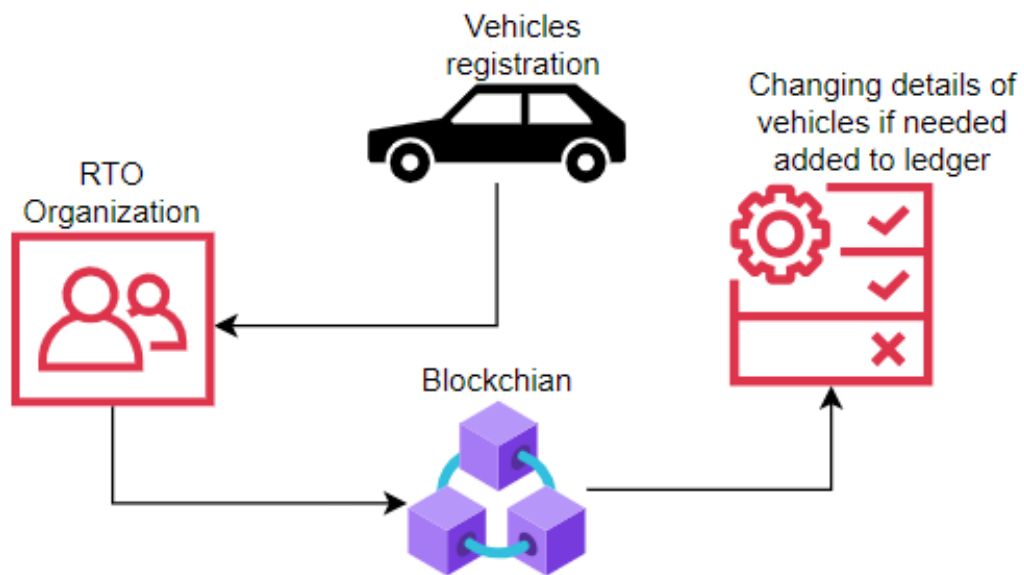 Vehicles
registration
Changing details of
vehicles if needed
added to ledger
RTO
Organization
Blockchian